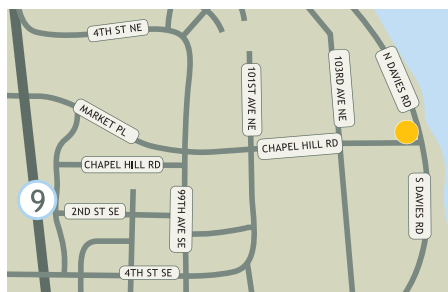 4TH ST NE
N DAVIES RD
101ST AVE NE
103RD AVE NE
MARKET PL
CHAPEL HILL RD
CHAPEL HILL RD
9
2ND ST SE
99TH AVE SE
S DAVIES RD
4TH ST SE